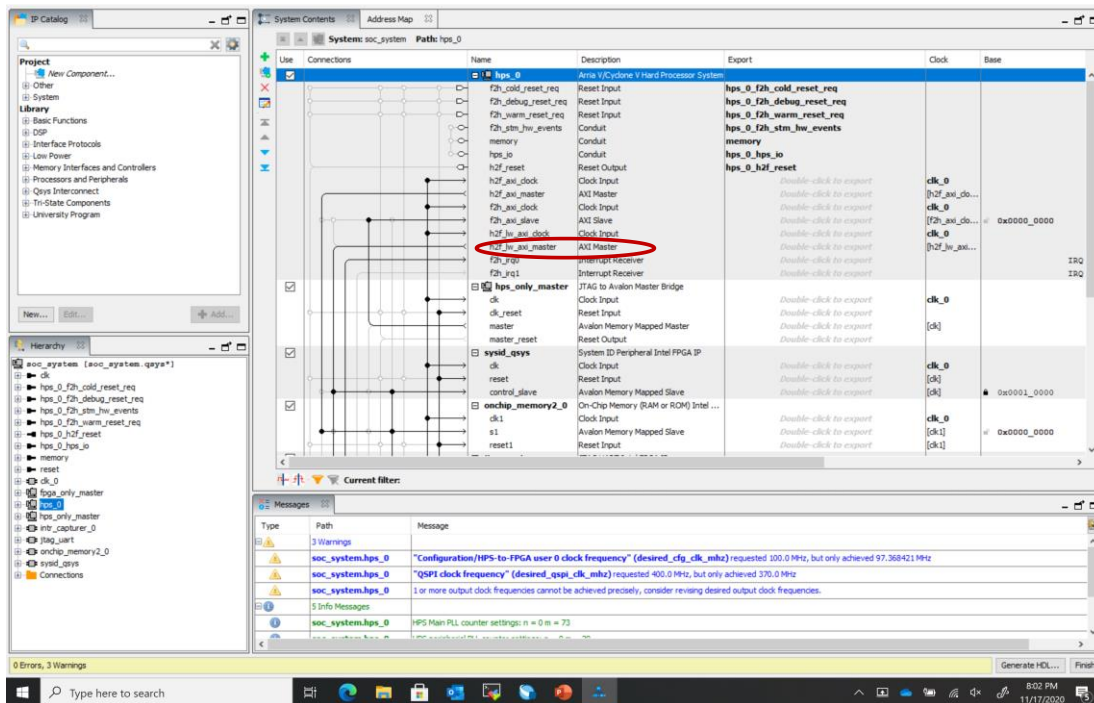 IP Catalog
Project
New Component...
Other
System
Library
Basic Functions
DSP
Interface Protocols
Low Power
Memory Interfaces and Controllers
Processors and Peripherals
Qsys Interconnect
Tri-State Components
University Program
New... Edit... Add...
Hierarchy
soc_system [soc_system.qsys*]
clk
hps_0_f2h_cold_reset_req
hps_0_f2h_debug_reset_req
hps_0_f2h_stm_hw_events
hps_0_f2h_warm_reset_req
hps_0_h2f_reset
hps_0_hps_io
memory
reset
clk_0
fpga_only_master
hps_0
hps_only_master
intr_capturer_0
jtag_uart
onchip_memory2_0
sysid_qsys
Connections
System Contents Address Map
System: soc_system Path: hps_0
Use Connections Name Description Export Clock Base
hps_0 Arria V/Cyclone V Hard Processor System
f2h_cold_reset_req Reset Input hps_0_f2h_cold_reset_req
f2h_debug_reset_req Reset Input hps_0_f2h_debug_reset_req
f2h_warm_reset_req Reset Input hps_0_f2h_warm_reset_req
f2h_stm_hw_events Conduit hps_0_f2h_stm_hw_events
memory Conduit memory
hps_io Conduit hps_0_hps_io
h2f_reset Reset Output hps_0_h2f_reset
h2f_axi_clock Clock Input Double-click to export clk_0
h2f_axi_master AXI Master Double-click to export [h2f_axi_clo...
f2h_axi_clock Clock Input Double-click to export clk_0
f2h_axi_slave AXI Slave Double-click to export [f2h_axi_clo... 0x0000_0000
h2f_lw_axi_clock Clock Input Double-click to export clk_0
h2f_lw_axi_master AXI Master Double-click to export [h2f_lw_axi...
f2h_irq0 Interrupt Receiver Double-click to export IRQ
f2h_irq1 Interrupt Receiver Double-click to export IRQ
hps_only_master JTAG to Avalon Master Bridge
clk Clock Input Double-click to export clk_0
clk_reset Reset Input Double-click to export
master Avalon Memory Mapped Master Double-click to export [clk]
master_reset Reset Output Double-click to export
sysid_qsys System ID Peripheral Intel FPGA IP
clk Clock Input Double-click to export clk_0
reset Reset Input Double-click to export [clk]
control_slave Avalon Memory Mapped Slave Double-click to export [clk] 0x0001_0000
onchip_memory2_0 On-Chip Memory (RAM or ROM) Intel ...
clk1 Clock Input Double-click to export clk_0
s1 Avalon Memory Mapped Slave Double-click to export [clk1] 0x0000_0000
reset1 Reset Input Double-click to export [clk1]
Current filter:
Messages
Type Path Message
3 Warnings
soc_system.hps_0 "Configuration/HPS-to-FPGA user 0 clock frequency" (desired_cfg_clk_mhz) requested 100.0 MHz, but only achieved 97.368421 MHz
soc_system.hps_0 "QSPI clock frequency" (desired_qspi_clk_mhz) requested 400.0 MHz, but only achieved 370.0 MHz
soc_system.hps_0 1 or more output clock frequencies cannot be achieved precisely, consider revising desired output clock frequencies.
5 Info Messages
soc_system.hps_0 HPS Main PLL counter settings: n = 0 m = 73
0 Errors, 3 Warnings
Generate HDL... Finish
Type here to search
8:02 PM
11/17/2020